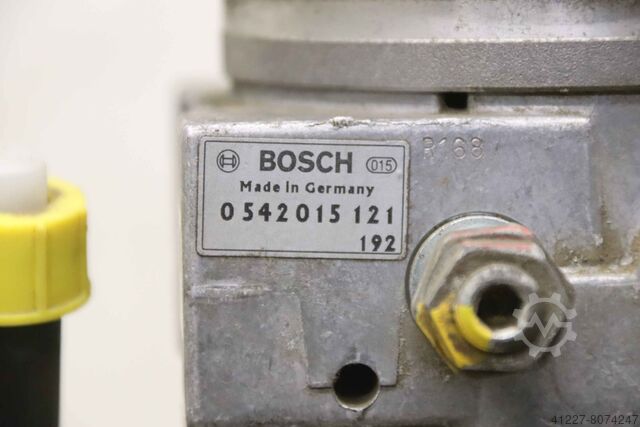 BOSCH 015
Made in Germany
0 542 015 121
192
R168
41227-8074247